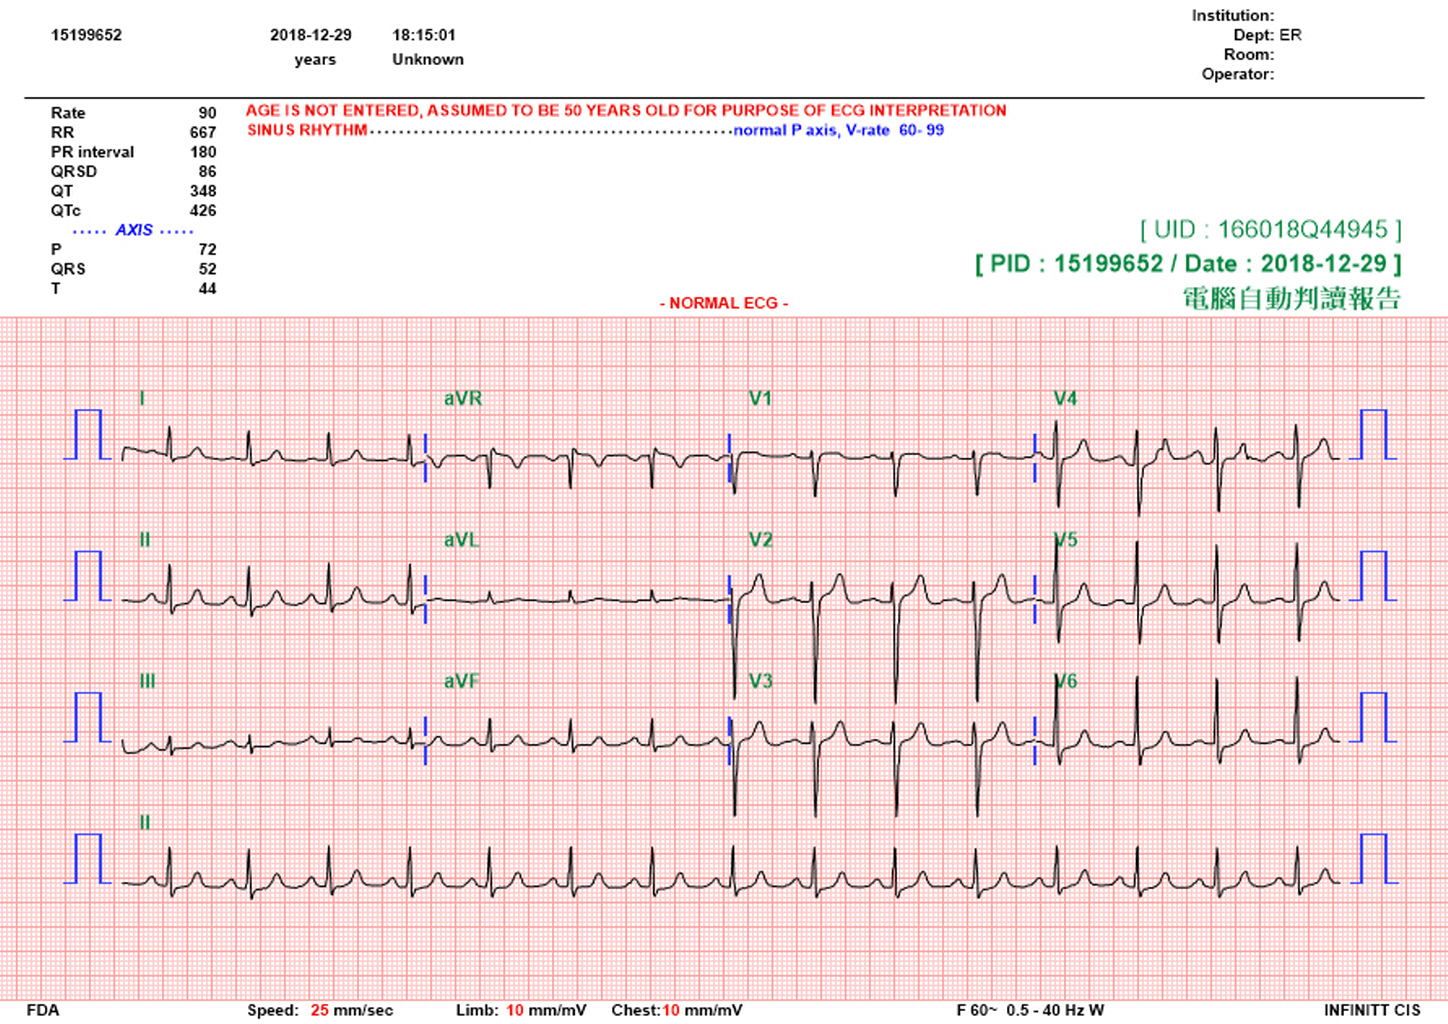 Institution:
15199652 2018-12-29 18:15:01 Dept: ER
years Unknown Room:
Operator:
Rate 90 AGE IS NOT ENTERED, ASSUMED TO BE 50 YEARS OLD FOR PURPOSE OF ECG INTERPRETATION
RR 667 SINUS RHYTHM..........................................normal P axis, V-rate 60- 99
PR interval 180
QRSD 86
QT 348
QTc 426
..... AXIS ..... [ UID : 166018Q44945 ]
P 72
QRS 52 [ PID : 15199652 / Date : 2018-12-29 ]
T 44
- NORMAL ECG - 電腦自動判讀報告
I aVR V1 V4
II aVL V2 V5
III aVF V3 V6
II
FDA Speed: 25 mm/sec Limb: 10 mm/mV Chest:10 mm/mV F 60~ 0.5 - 40 Hz W INFINITT CIS